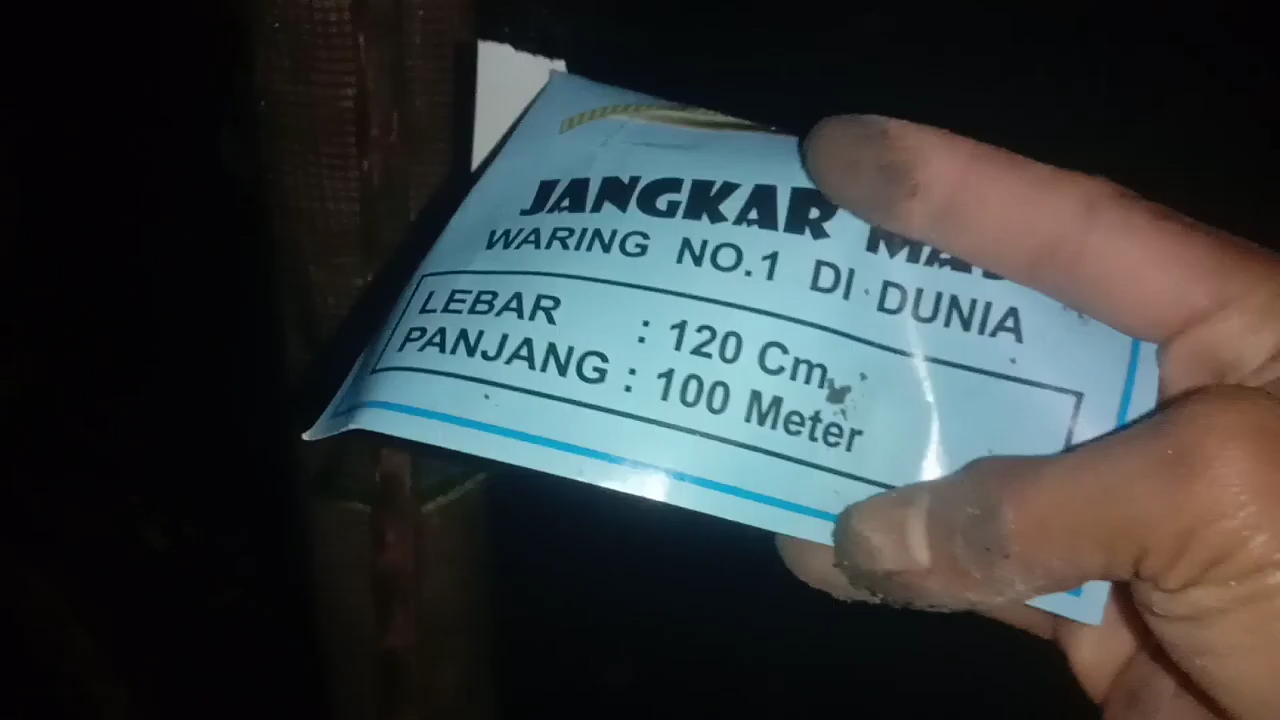 JANGKAR
WARING NO.1 DI DUNIA
LEBAR : 120 Cm
PANJANG : 100 Meter